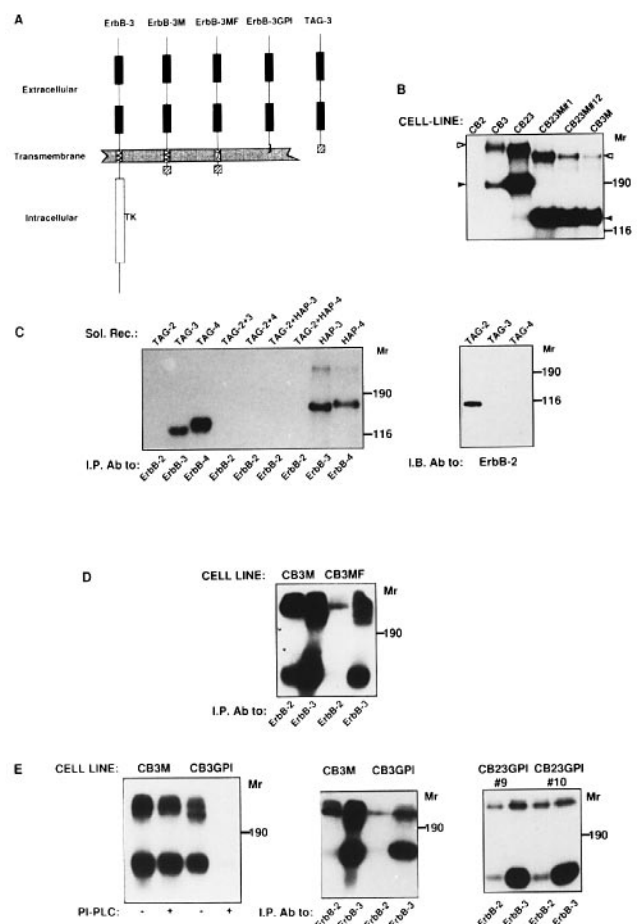 A
ErbB-3 ErbB-3M ErbB-3MF ErbB-3GPI TAG-3
Extracellular
Transmembrane
Intracellular
TK
B
CELL-LINE: CB2 CB3 CB23 CB23M#1 CB23M#12 CB3M
Mr
190
116
C
Sol. Rec.: TAG-2 TAG-3 TAG-4 TAG-2+3 TAG-2+4 TAG-2+HAP-3 TAG-2+HAP-4 HAP-3 HAP-4
Mr
190
116
I.P. Ab to: ErbB-2 ErbB-3 ErbB-4 ErbB-2 ErbB-2 ErbB-2 ErbB-2 ErbB-3 ErbB-4
TAG-2 TAG-3 TAG-4
Mr
190
116
I.B. Ab to: ErbB-2
D
CELL LINE: CB3M CB3MF
Mr
190
I.P. Ab to: ErbB-2 ErbB-3 ErbB-2 ErbB-3
E
CELL LINE: CB3M CB3GPI
Mr
190
PI-PLC: - + - +
CB3M CB3GPI
Mr
190
I.P. Ab to: ErbB-2 ErbB-3 ErbB-2 ErbB-3
CB23GPI CB23GPI
#9 #10
Mr
190
ErbB-2 ErbB-3 ErbB-2 ErbB-3